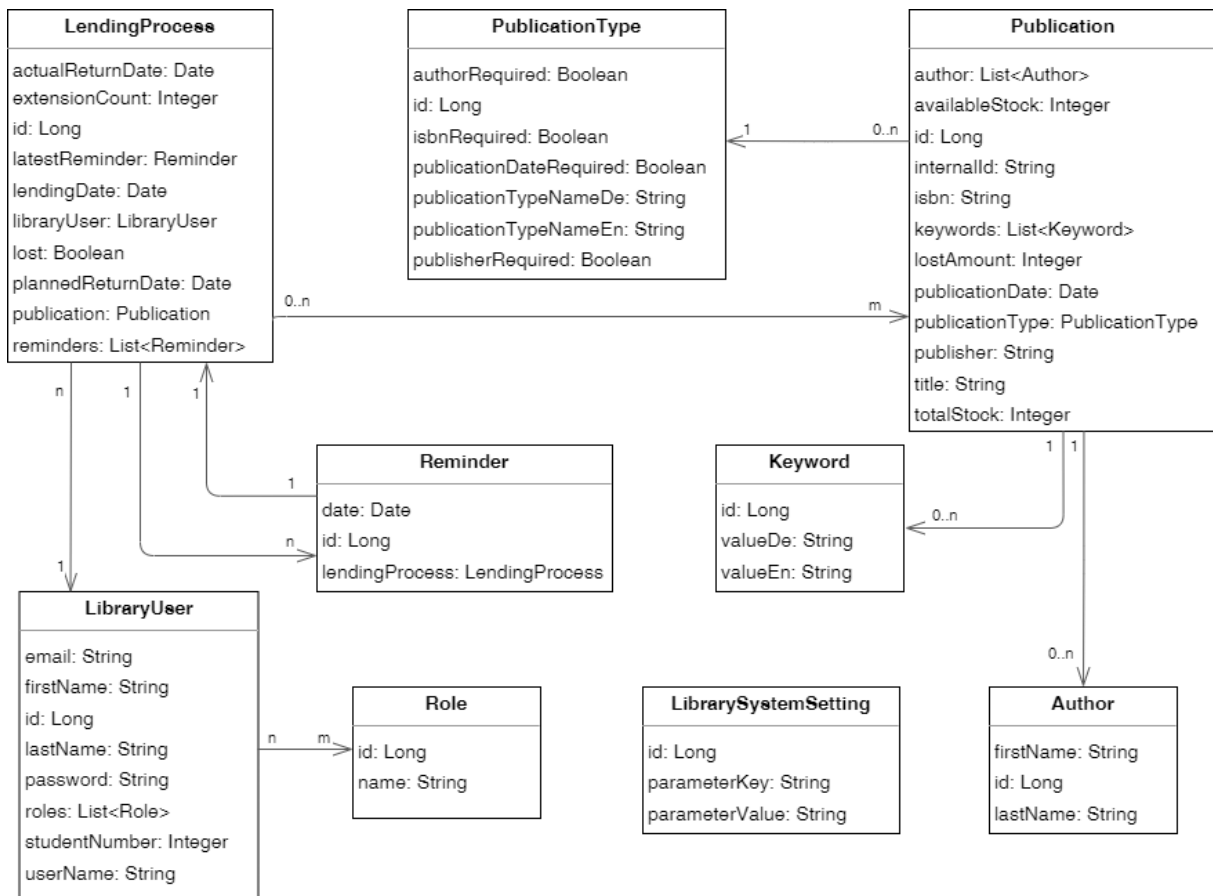 LendingProcess
actualReturnDate: Date
extensionCount: Integer
id: Long
latestReminder: Reminder
lendingDate: Date
libraryUser: LibraryUser
lost: Boolean
plannedReturnDate: Date
publication: Publication
reminders: List<Reminder>
PublicationType
authorRequired: Boolean
id: Long
isbnRequired: Boolean
publicationDateRequired: Boolean
publicationTypeNameDe: String
publicationTypeNameEn: String
publisherRequired: Boolean
1
0..n
Publication
author: List<Author>
availableStock: Integer
id: Long
internalId: String
isbn: String
keywords: List<Keyword>
lostAmount: Integer
publicationDate: Date
publicationType: PublicationType
publisher: String
title: String
totalStock: Integer
0..n
m
n
1
1
1
1
Reminder
date: Date
id: Long
lendingProcess: LendingProcess
1
n
Keyword
id: Long
valueDe: String
valueEn: String
0..n
1
1
0..n
LibraryUser
email: String
firstName: String
id: Long
lastName: String
password: String
roles: List<Role>
studentNumber: Integer
userName: String
n
m
Role
id: Long
name: String
LibrarySystemSetting
id: Long
parameterKey: String
parameterValue: String
Author
firstName: String
id: Long
lastName: String